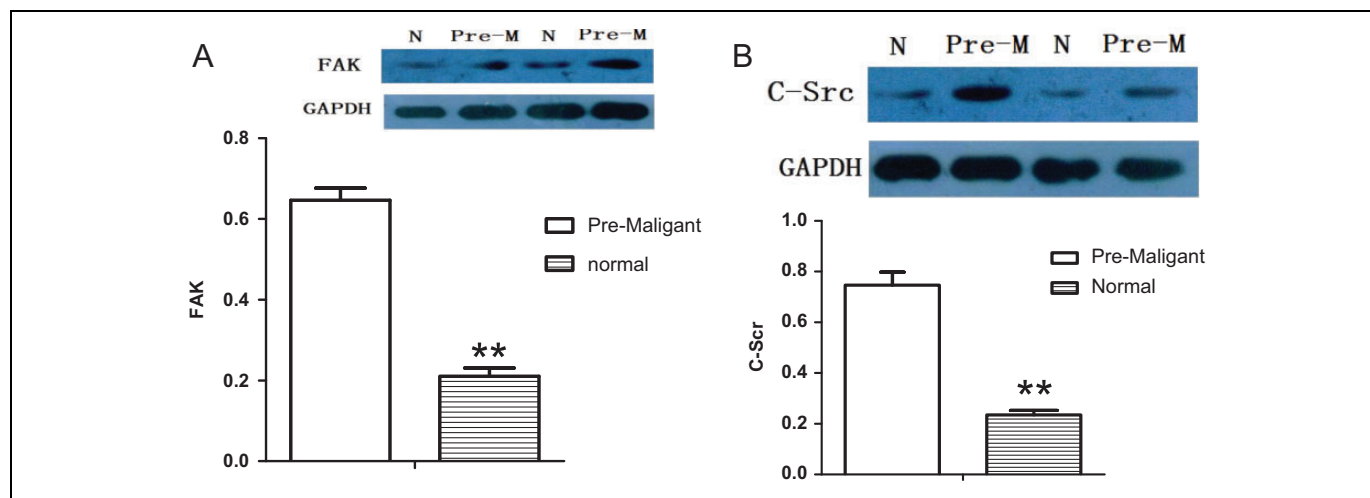 A
N Pre-M N Pre-M
FAK
GAPDH
0.8
0.6
0.4
0.2
0.0
FAK
**
Pre-Maligant
normal
B
N Pre-M N Pre-M
C-Src
GAPDH
1.0
0.8
0.6
0.4
0.2
0.0
C-Scr
**
Pre-Maligant
Normal